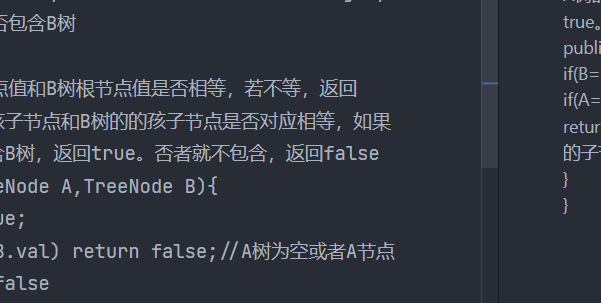 否包含B树
点值和B树根节点值是否相等，若不等，返回
孩子节点和B树的的孩子节点是否对应相等，如果
含B树，返回true。否者就不包含，返回false
eNode A,TreeNode B){
ue;
B.val) return false;//A树为空或者A节点
false
true。
publi
if(B=
if(A=
retur
的子
}
}